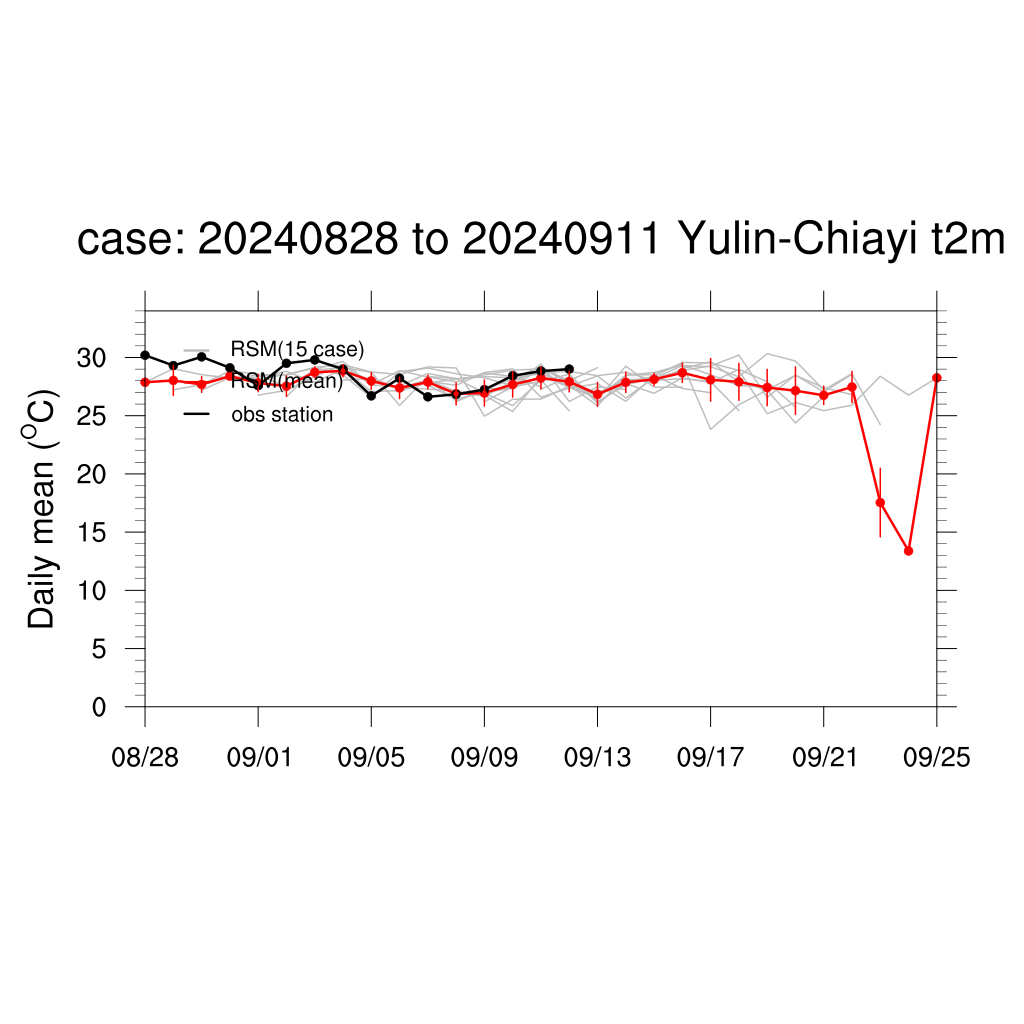 case: 20240828 to 20240911 Yulin-Chiayi t2m
Daily mean (°C)
30
25
20
15
10
5
0
RSM(15 case)
RSM(mean)
obs station
08/28 09/01 09/05 09/09 09/13 09/17 09/21 09/25